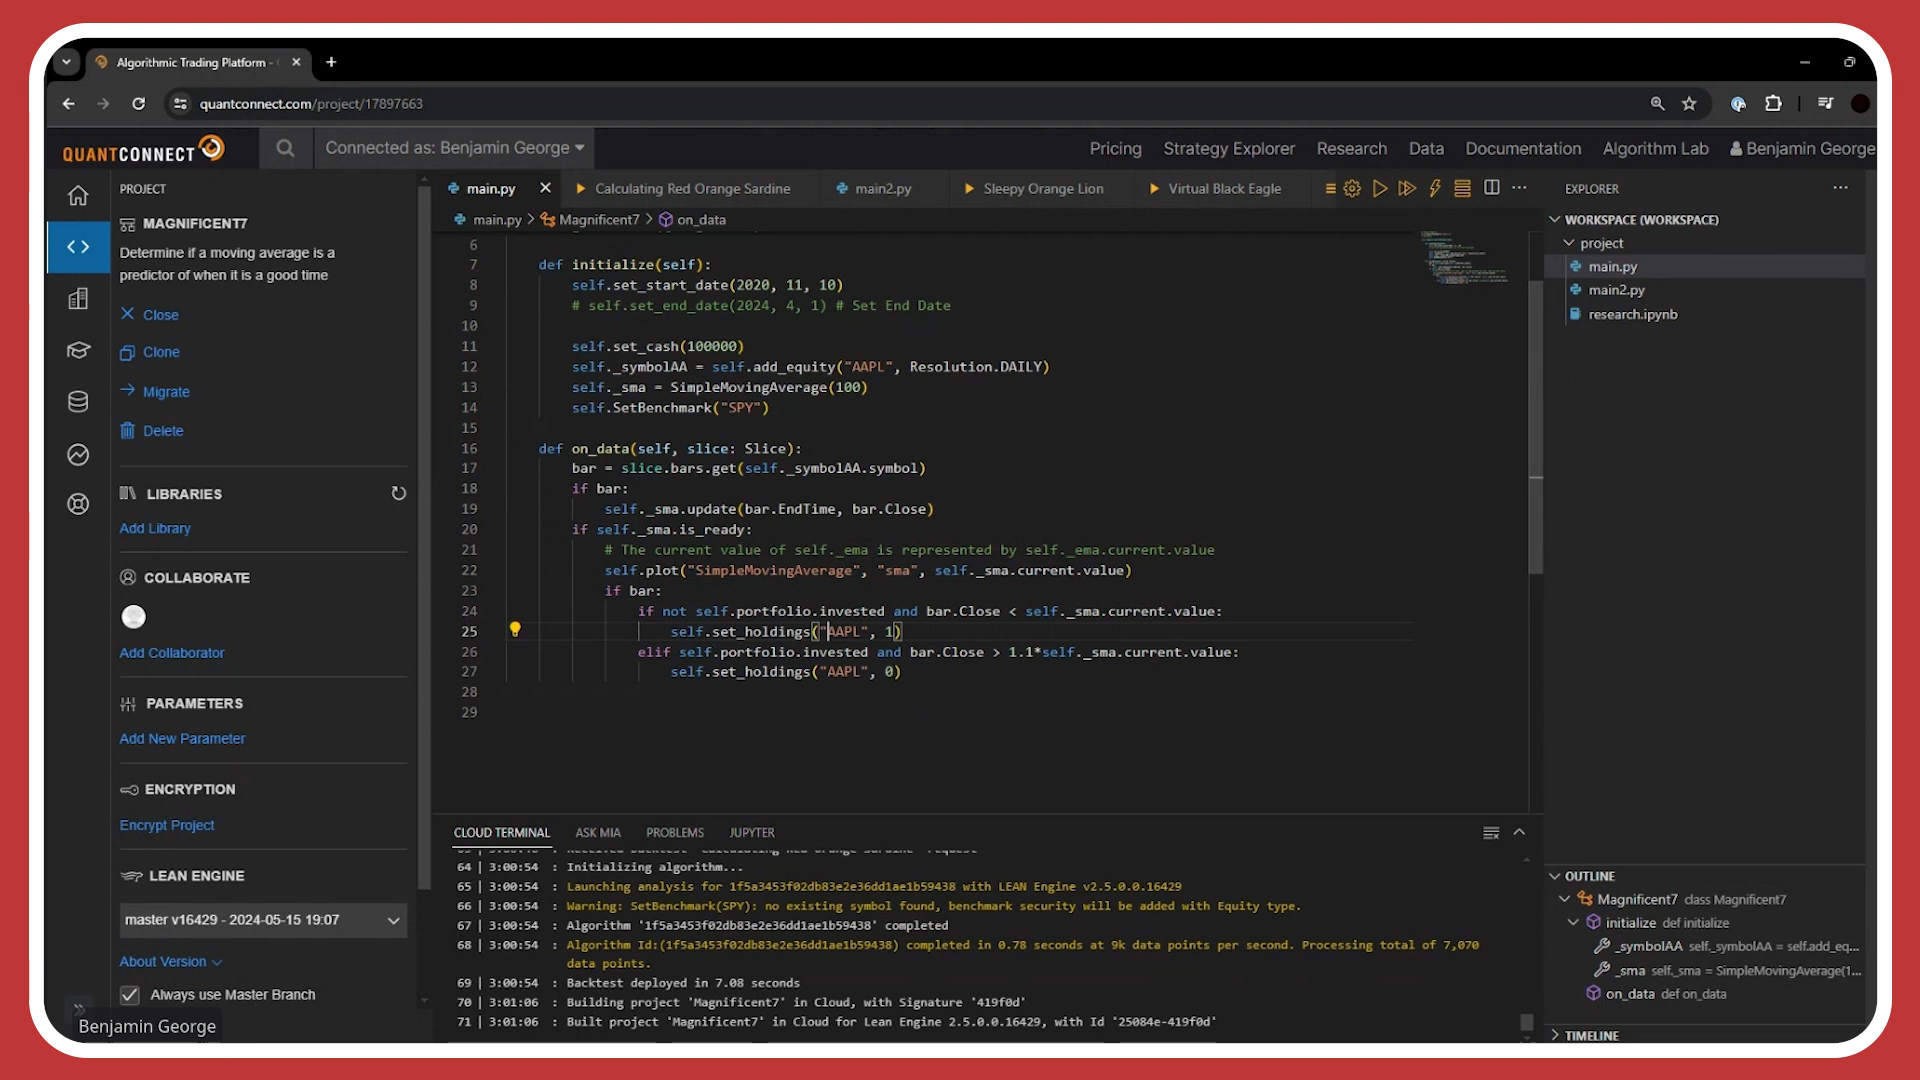 Algorithmic Trading Platform -
quantconnect.com/project/17897663
QUANTCONNECT
Connected as: Benjamin George
Pricing
Strategy Explorer
Research
Data
Documentation
Algorithm Lab
Benjamin George
PROJECT
MAGNIFICENT7
Determine if a moving average is a
predictor of when it is a good time
Close
Clone
Migrate
Delete
LIBRARIES
Add Library
COLLABORATE
Add Collaborator
PARAMETERS
Add New Parameter
ENCRYPTION
Encrypt Project
LEAN ENGINE
master v16429 - 2024-05-15 19:07
About Version
Always use Master Branch
Benjamin George
main.py
Calculating Red Orange Sardine
main2.py
Sleepy Orange Lion
Virtual Black Eagle
main.py > Magnificent7 > on_data
6
7 def initialize(self):
8 self.set_start_date(2020, 11, 10)
9 # self.set_end_date(2024, 4, 1) # Set End Date
10
11 self.set_cash(100000)
12 self._symbolAA = self.add_equity("AAPL", Resolution.DAILY)
13 self._sma = SimpleMovingAverage(100)
14 self.SetBenchmark("SPY")
15
16 def on_data(self, slice: Slice):
17 bar = slice.bars.get(self._symbolAA.symbol)
18 if bar:
19 self._sma.update(bar.EndTime, bar.Close)
20 if self._sma.is_ready:
21 # The current value of self._ema is represented by self._ema.current.value
22 self.plot("SimpleMovingAverage", "sma", self._sma.current.value)
23 if bar:
24 if not self.portfolio.invested and bar.Close < self._sma.current.value:
25 self.set_holdings("AAPL", 1)
26 elif self.portfolio.invested and bar.Close > 1.1*self._sma.current.value:
27 self.set_holdings("AAPL", 0)
28
29
CLOUD TERMINAL
ASK MIA
PROBLEMS
JUPYTER
64 | 3:00:54 : Initializing algorithm...
65 | 3:00:54 : Launching analysis for 1f5a3453f02db83e2e36dd1ae1b59438 with LEAN Engine v2.5.0.0.16429
66 | 3:00:54 : Warning: SetBenchmark(SPY): no existing symbol found, benchmark security will be added with Equity type.
67 | 3:00:54 : Algorithm '1f5a3453f02db83e2e36dd1ae1b59438' completed
68 | 3:00:54 : Algorithm Id:(1f5a3453f02db83e2e36dd1ae1b59438) completed in 0.78 seconds at 9k data points per second. Processing total of 7,070
data points.
69 | 3:00:54 : Backtest deployed in 7.08 seconds
70 | 3:01:06 : Building project 'Magnificent7' in Cloud, with Signature '419f0d'
71 | 3:01:06 : Built project 'Magnificent7' in Cloud for Lean Engine 2.5.0.0.16429, with Id '25084e-419f0d'
EXPLORER
WORKSPACE (WORKSPACE)
project
main.py
main2.py
research.ipynb
OUTLINE
Magnificent7 class Magnificent7
initialize def initialize
_symbolAA self._symbolAA = self.add_eq...
_sma self._sma = SimpleMovingAverage(1...
on_data def on_data
TIMELINE